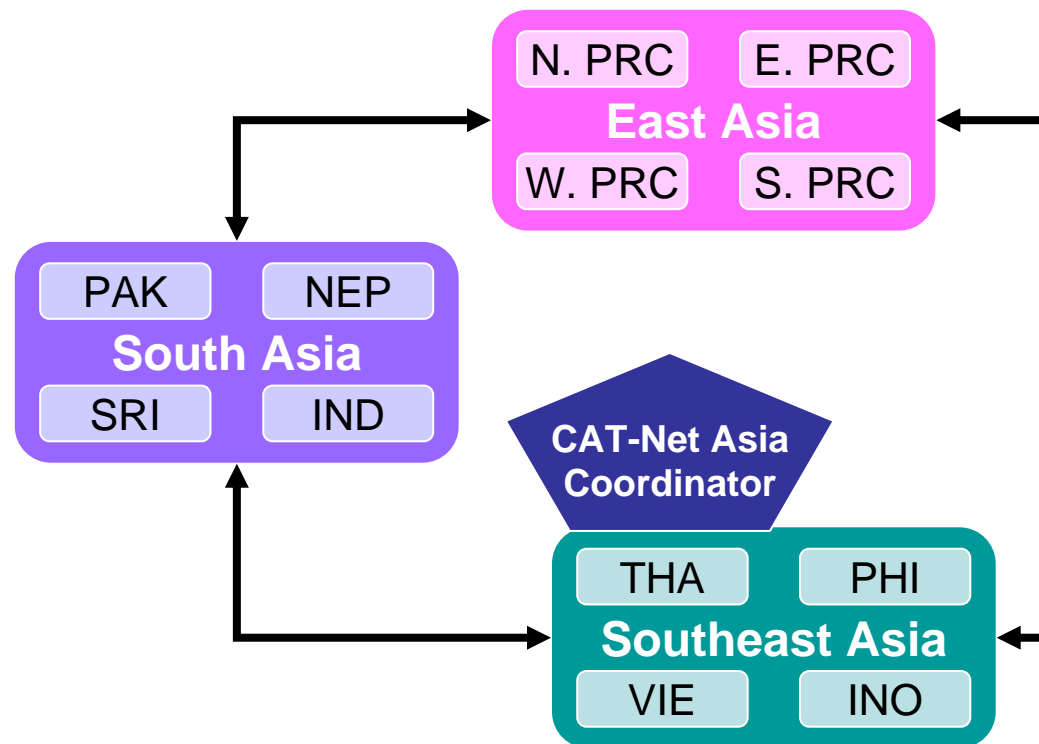 N. PRC E. PRC
East Asia
W. PRC S. PRC
PAK NEP
South Asia
SRI IND
CAT-Net Asia
Coordinator
THA PHI
Southeast Asia
VIE INO